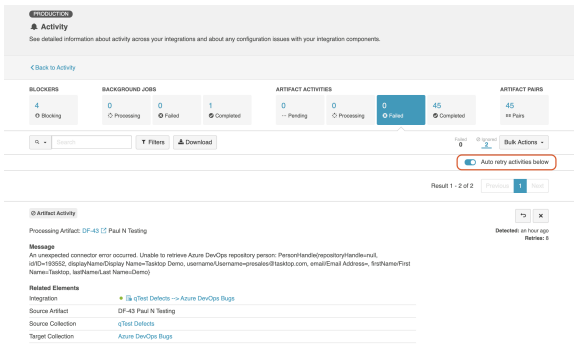 PRODUCTION
Activity
See detailed information about activity across your integrations and about any configuration issues with your integration components.
Back to Activity
BLOCKERS BACKGROUND JOBS ARTIFACT ACTIVITIES ARTIFACT PAIRS
4 0 0 1 0 0 0 45 45
Blocking Processing Failed Completed Pending Processing Failed Completed Pairs
Search Filters Download Failed 0 Ignored 2 Bulk Actions
Auto retry activities below
Result 1 - 2 of 2 Previous 1 Next
Artifact Activity
Processing Artifact: DF-43 Paul N Testing Detected: an hour ago
Retries: 8
Message
An unexpected connector error occurred. Unable to retrieve Azure DevOps repository person: PersonHandle{repositoryHandle=null,
id/ID=193552, displayName/Display Name=Tasktop Demo, username/Username=presales@tasktop.com, email/Email Address=, firstName/First
Name=Tasktop, lastName/Last Name=Demo}
Related Elements
Integration qTest Defects --> Azure DevOps Bugs
Source Artifact DF-43 Paul N Testing
Source Collection qTest Defects
Target Collection Azure DevOps Bugs